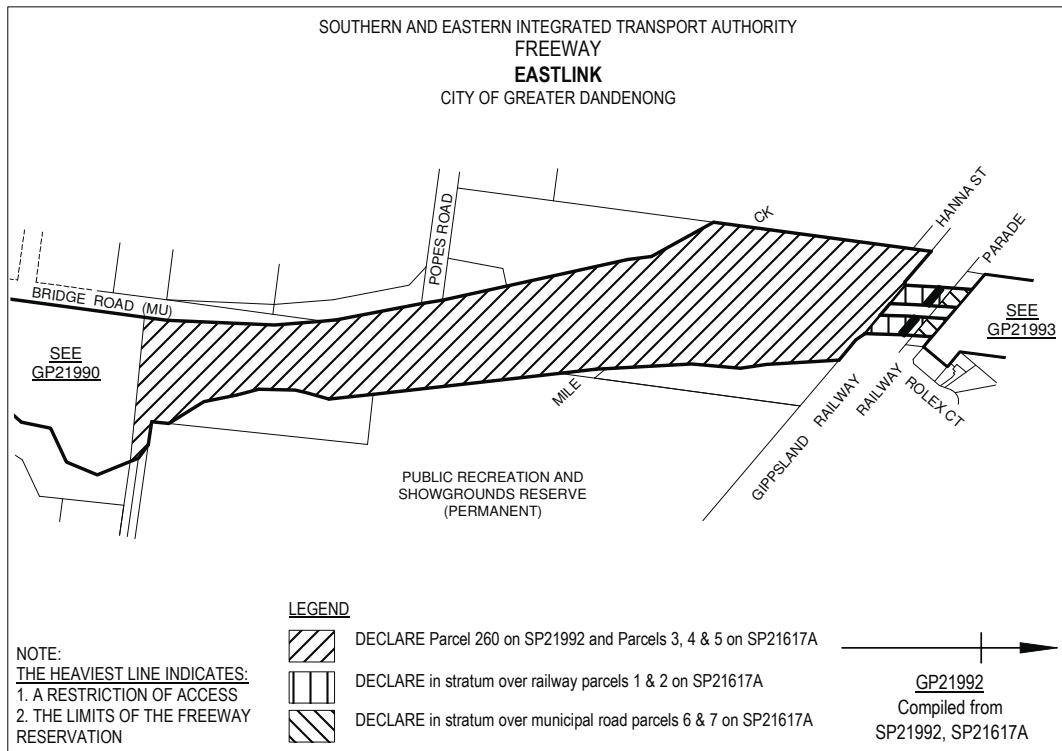 SOUTHERN AND EASTERN INTEGRATED TRANSPORT AUTHORITY
FREEWAY
EASTLINK
CITY OF GREATER DANDENONG
CK
HANNA ST
PARADE
POPES ROAD
BRIDGE ROAD (MU)
SEE
GP21990
SEE
GP21993
MILE
GIPPSLAND RAILWAY
RAILWAY
ROLEX CT
PUBLIC RECREATION AND
SHOWGROUNDS RESERVE
(PERMANENT)
LEGEND
DECLARE Parcel 260 on SP21992 and Parcels 3, 4 & 5 on SP21617A
DECLARE in stratum over railway parcels 1 & 2 on SP21617A
DECLARE in stratum over municipal road parcels 6 & 7 on SP21617A
NOTE:
THE HEAVIEST LINE INDICATES:
1. A RESTRICTION OF ACCESS
2. THE LIMITS OF THE FREEWAY
RESERVATION
GP21992
Compiled from
SP21992, SP21617A